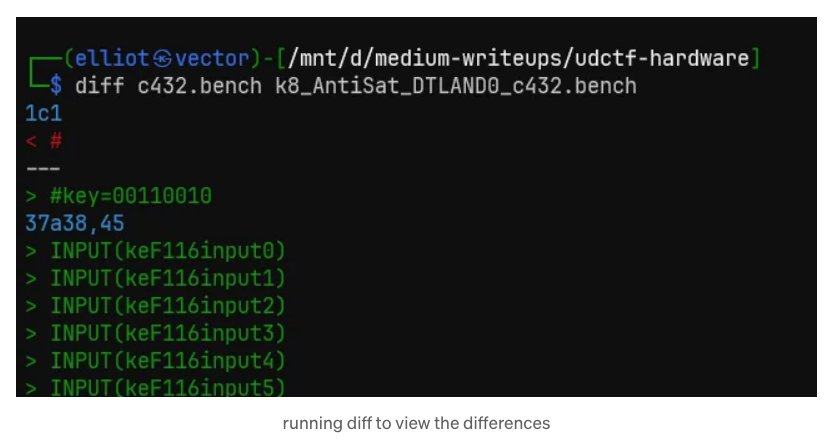 ┌──(elliot㉿vector)-[/mnt/d/medium-writeups/udctf-hardware]
└─$ diff c432.bench k8_AntiSat_DTLAND0_c432.bench
1c1
< #
---
> #key=00110010
37a38,45
> INPUT(keF116input0)
> INPUT(keF116input1)
> INPUT(keF116input2)
> INPUT(keF116input3)
> INPUT(keF116input4)
> INPUT(keF116input5)
running diff to view the differences